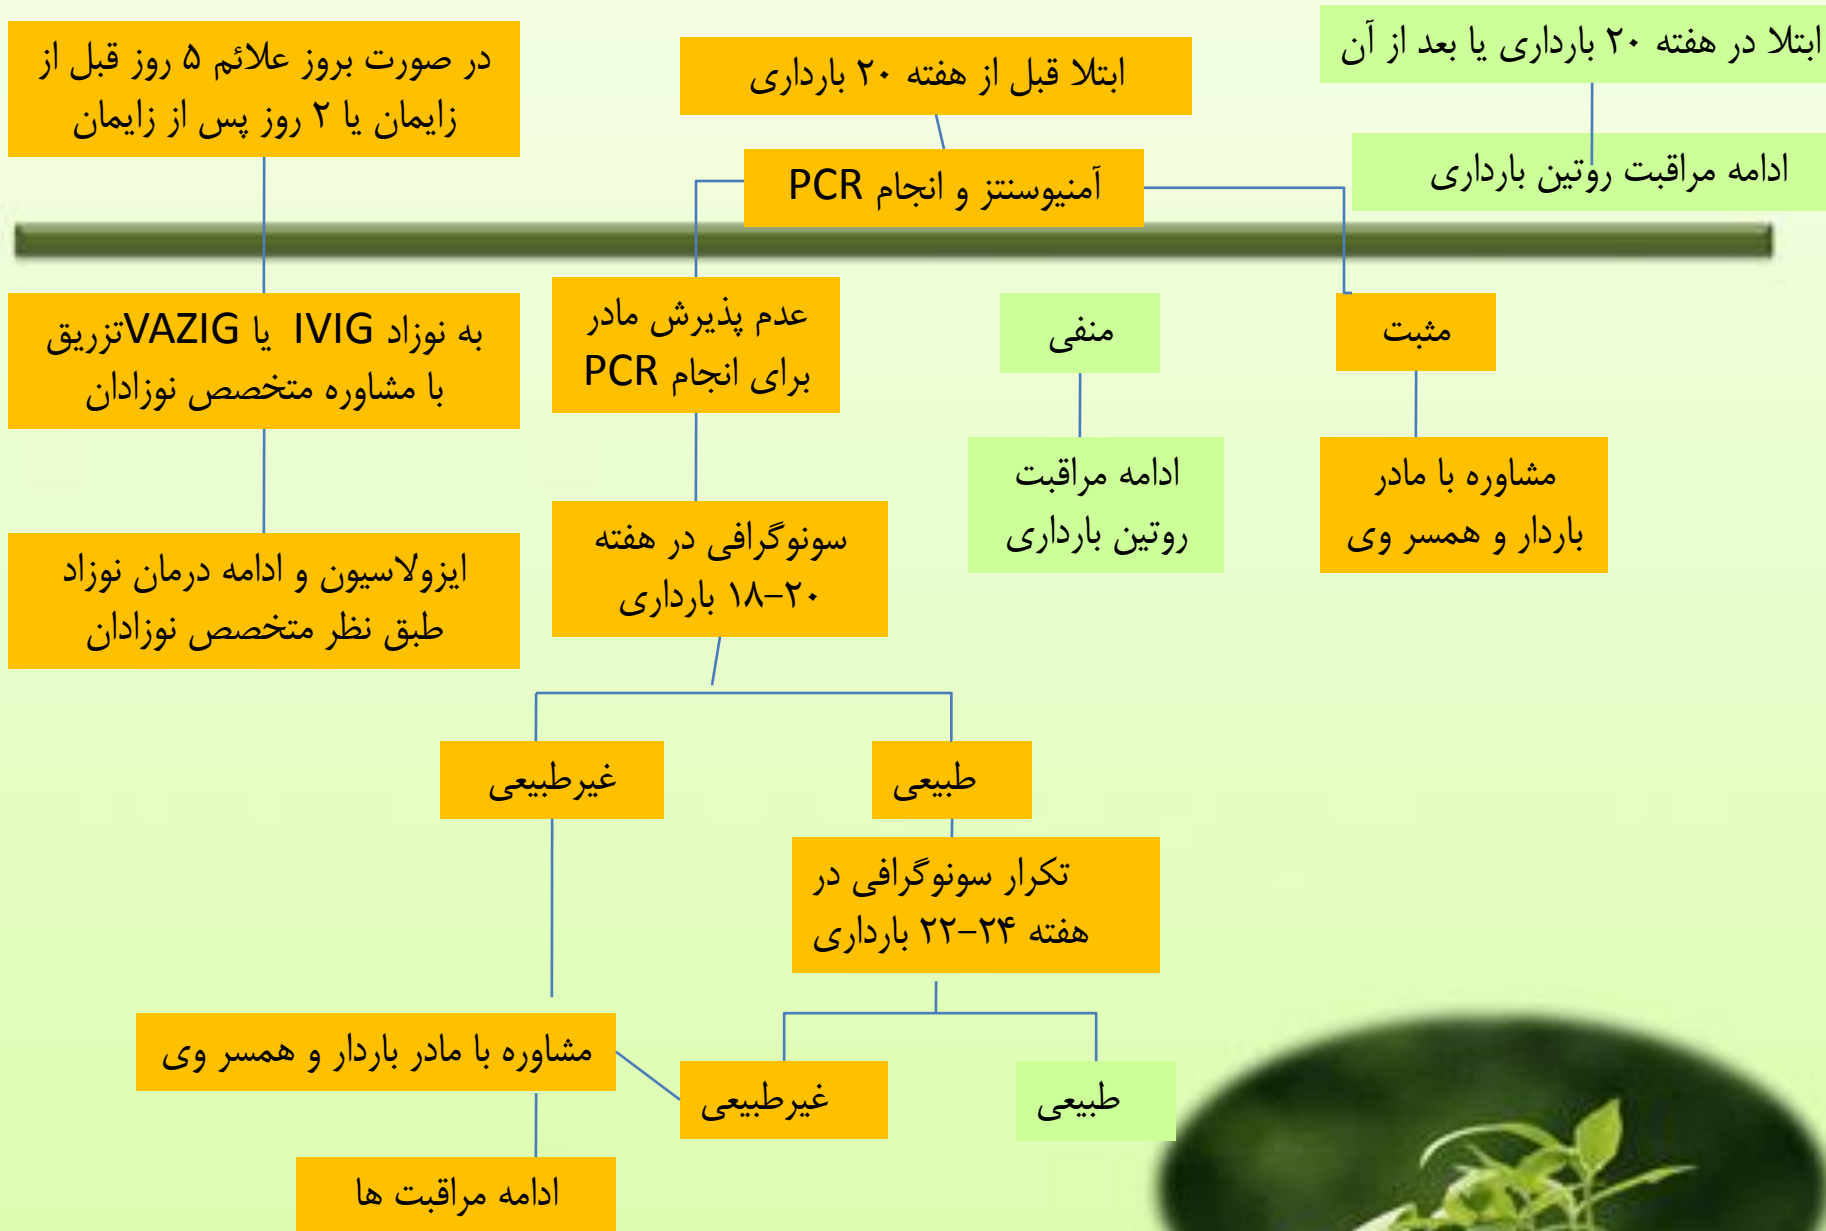 ابتلا در هفته ۲۰ بارداری یا بعد از آن
ادامه مراقبت روتین بارداری
ابتلا قبل از هفته ۲۰ بارداری
آمنیوسنتز و انجام PCR
در صورت بروز علائم ۵ روز قبل از
زایمان یا ۲ روز پس از زایمان
مثبت
مشاوره با مادر
باردار و همسر وی
منفی
ادامه مراقبت
روتین بارداری
عدم پذیرش مادر
برای انجام PCR
سونوگرافی در هفته
۱۸-۲۰ بارداری
به نوزاد IVIG یا VAZIGتزریق
با مشاوره متخصص نوزادان
ایزولاسیون و ادامه درمان نوزاد
طبق نظر متخصص نوزادان
طبیعی
غیرطبیعی
تکرار سونوگرافی در
هفته ۲۴-۲۲ بارداری
طبیعی
غیرطبیعی
مشاوره با مادر باردار و همسر وی
ادامه مراقبت ها